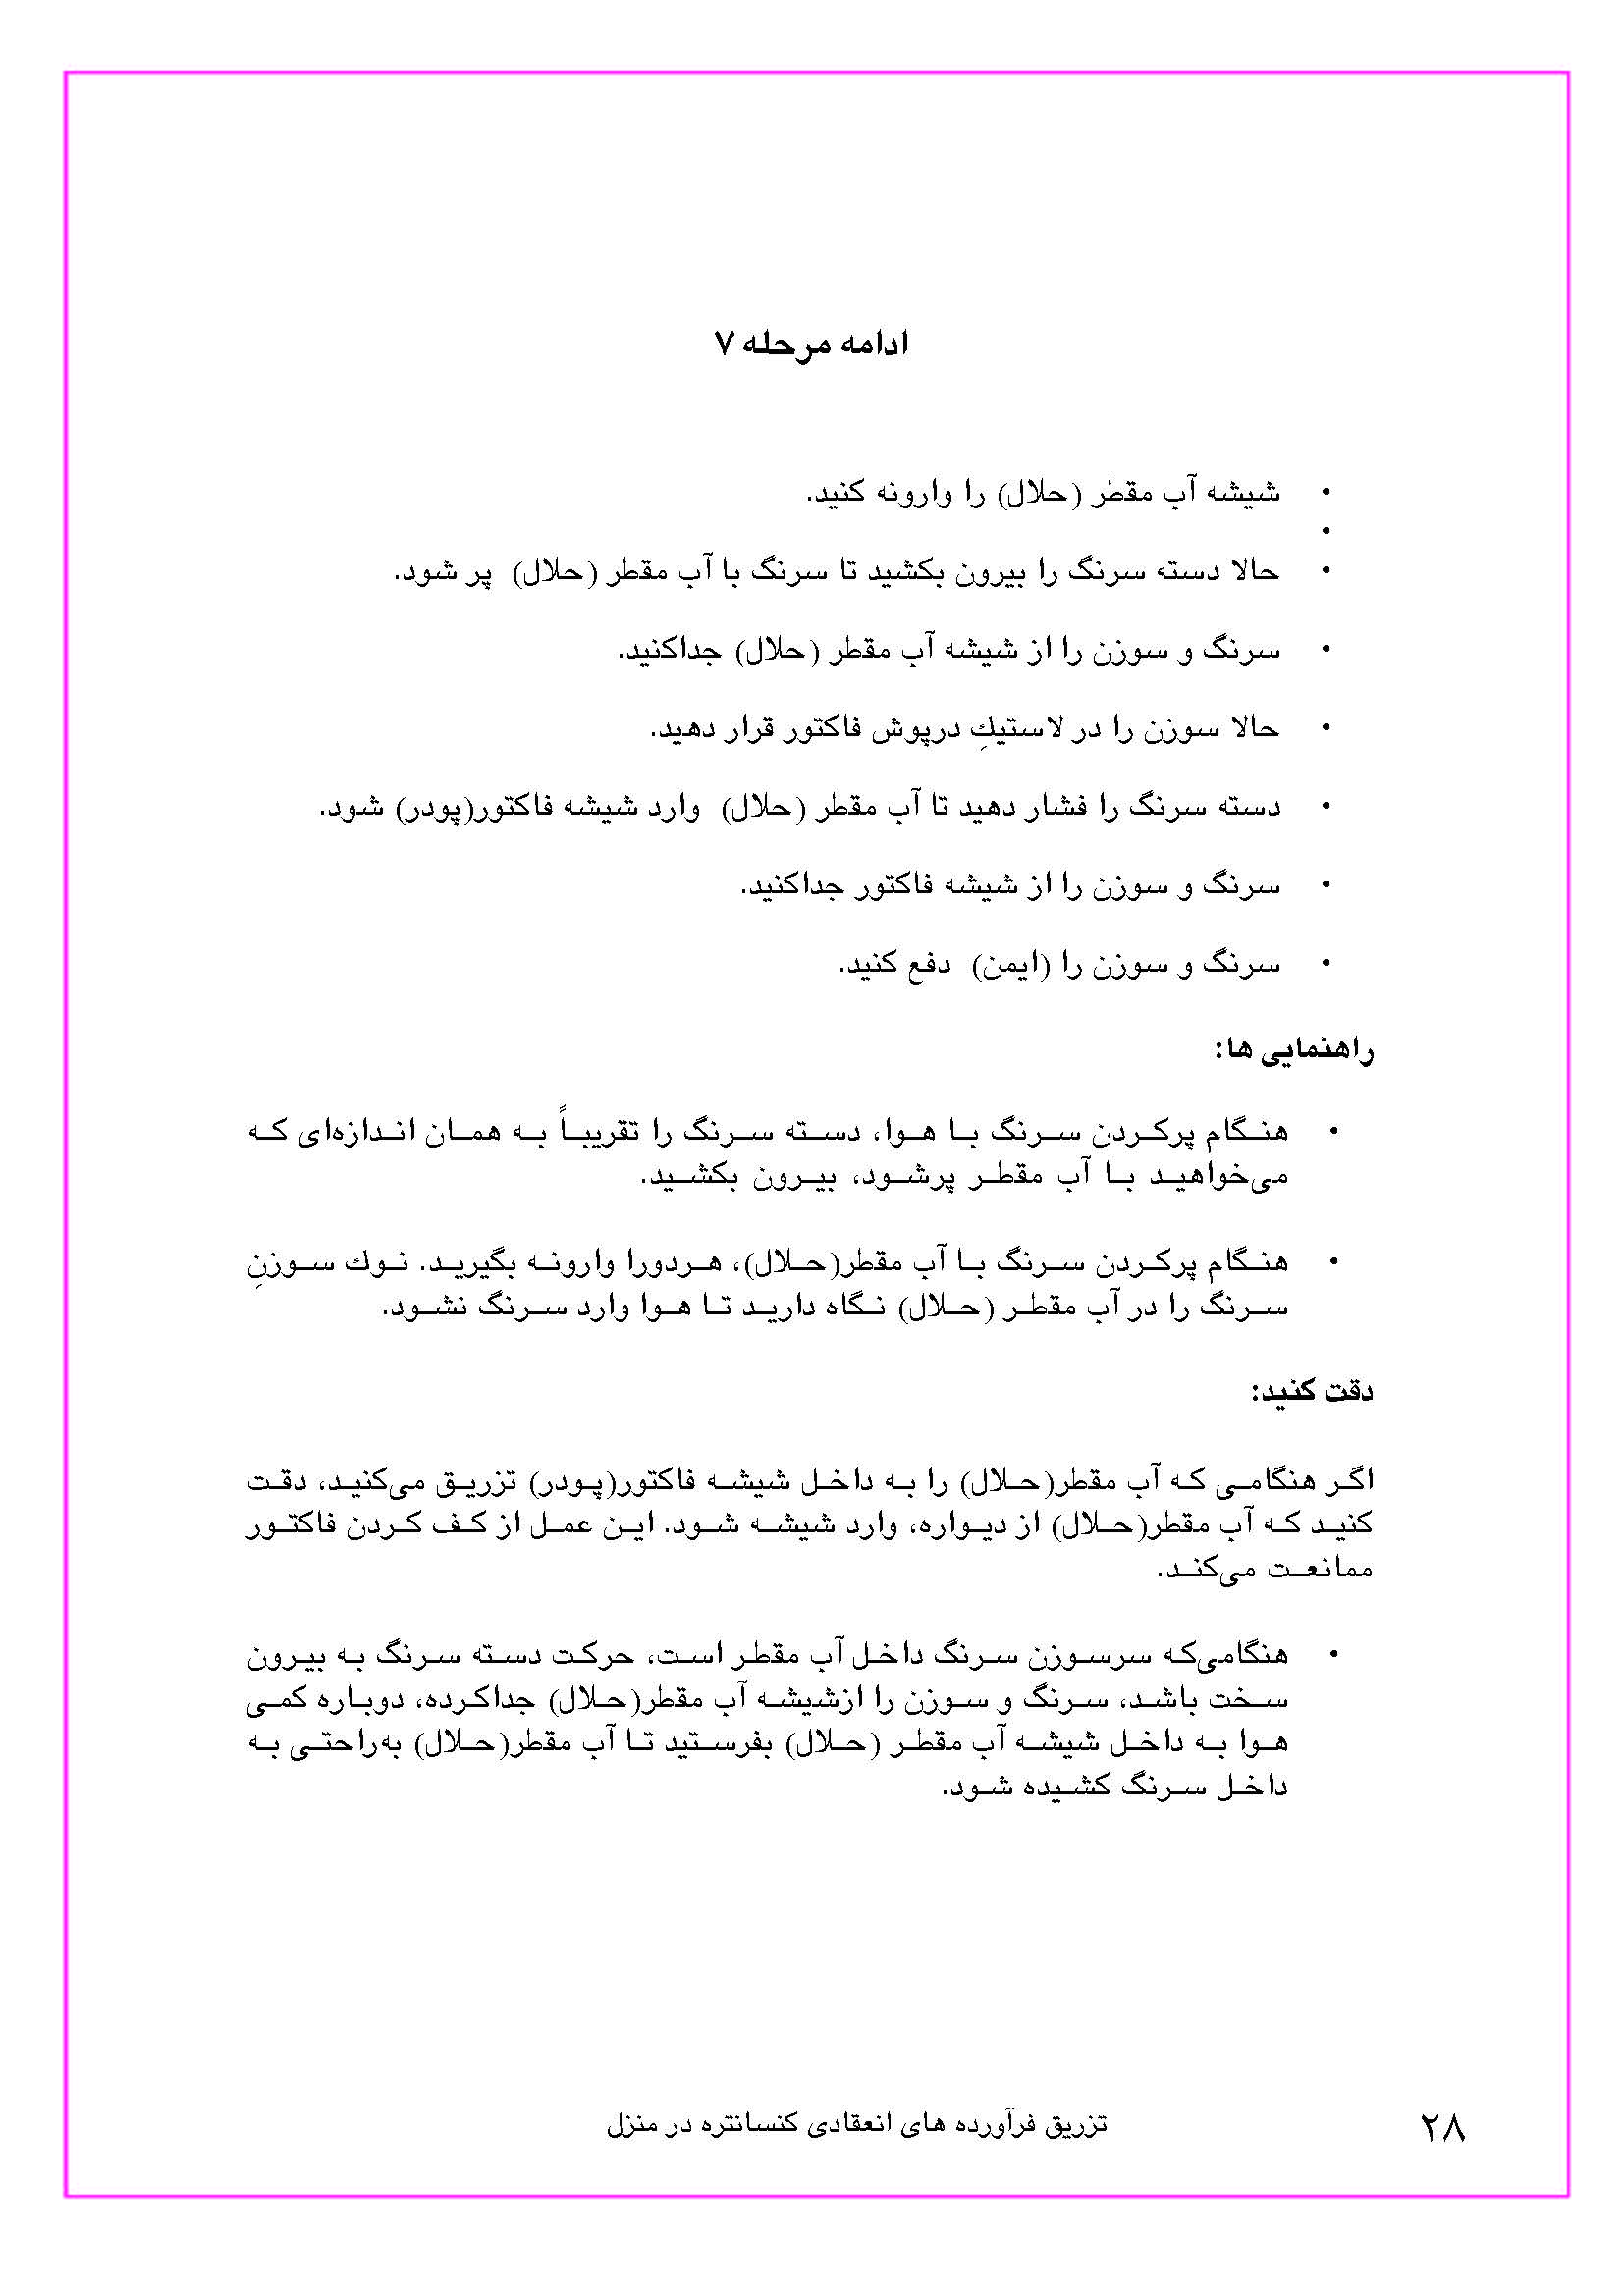 ادامه مرحله ۷
• شیشه آب مقطر (حلال) را وارونه کنید.
•
• حالا دسته سرنگ را بیرون بکشید تا سرنگ با آب مقطر (حلال) پر شود.
• سرنگ و سوزن را از شیشه آب مقطر (حلال) جداکنید.
• حالا سوزن را در لاستیكِ درپوش فاکتور قرار دهید.
• دسته سرنگ را فشار دهید تا آب مقطر (حلال) وارد شیشه فاکتور(پودر) شود.
• سرنگ و سوزن را از شیشه فاکتور جداکنید.
• سرنگ و سوزن را (ایمن) دفع کنید.
راهنمایی ها:
• هنگام پرکردن سرنگ با هوا، دسته سرنگ را تقریباً به همان اندازه‌ای که
می‌خواهید با آب مقطر پرشود، بیرون بکشید.
• هنگام پرکردن سرنگ با آب مقطر(حلال)، هردورا وارونه بگیرید. نوك سوزنِ
سرنگ را در آب مقطر (حلال) نگاه دارید تا هوا وارد سرنگ نشود.
دقت کنید:
اگر هنگامی که آب مقطر(حلال) را به داخل شیشه فاکتور(پودر) تزریق می‌کنید، دقت
کنید که آب مقطر(حلال) از دیواره، وارد شیشه شود. این عمل از کف کردن فاکتور
ممانعت می‌کند.
• هنگامی‌که سرسوزن سرنگ داخل آب مقطر است، حرکت دسته سرنگ به بیرون
سخت باشد، سرنگ و سوزن را ازشیشه آب مقطر(حلال) جداکرده، دوباره کمی
هوا به داخل شیشه آب مقطر (حلال) بفرستید تا آب مقطر(حلال) به‌راحتی به
داخل سرنگ کشیده شود.
تزریق فرآورده های انعقادی کنسانتره در منزل
۲۸